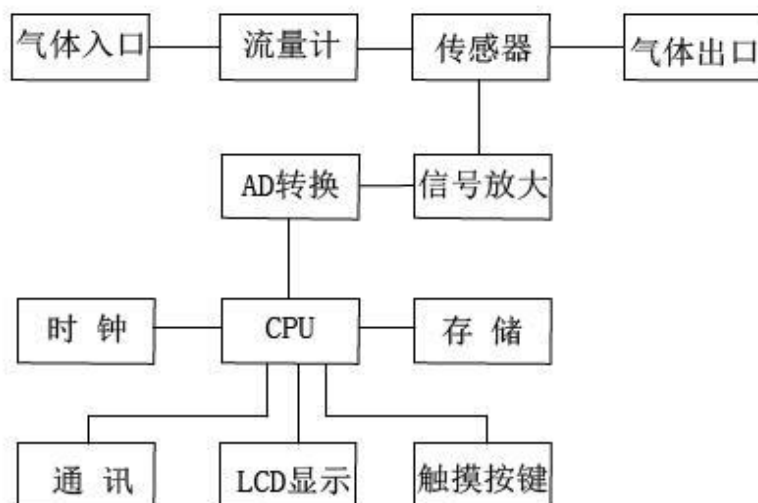 气体入口 流量计 传感器 气体出口
AD转换 信号放大
时 钟 CPU 存 储
通 讯 LCD显示 触摸按键